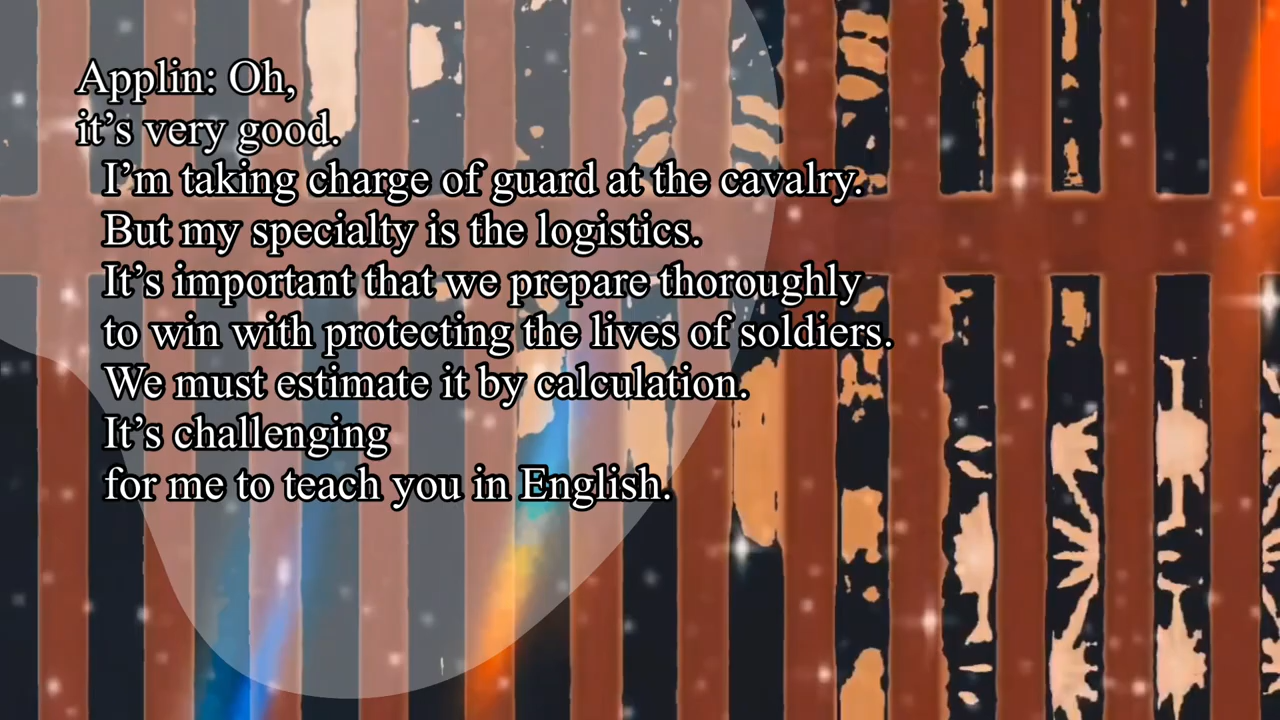 Applin: Oh,
it’s very good.
I’m taking charge of guard at the cavalry.
But my specialty is the logistics.
It’s important that we prepare thoroughly
to win with protecting the lives of soldiers.
We must estimate it by calculation.
It’s challenging
for me to teach you in English.